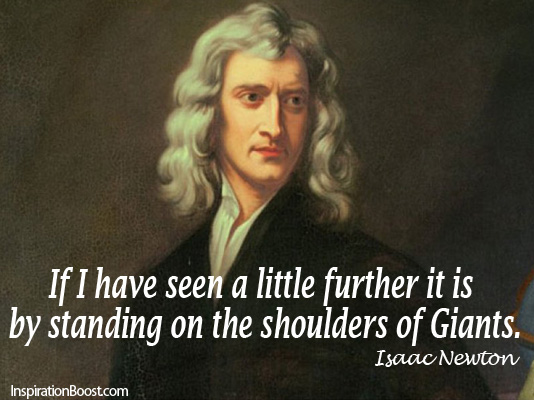 If I have seen a little further it is
by standing on the shoulders of Giants.
Isaac Newton
InspirationBoost.com